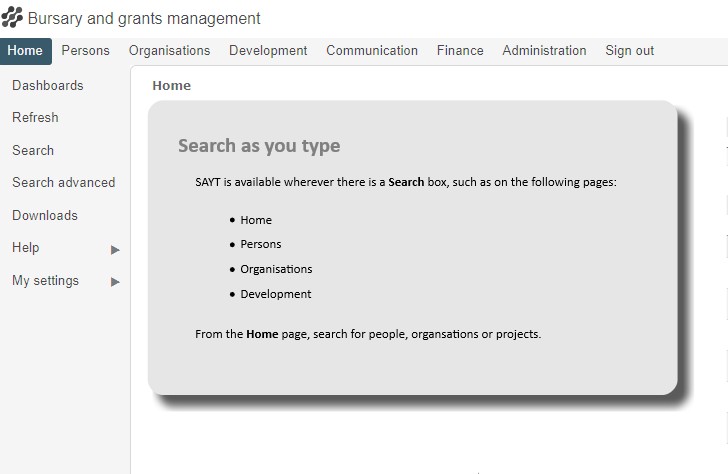 Bursary and grants management
Home Persons Organisations Development Communication Finance Administration Sign out
Dashboards
Refresh
Search
Search advanced
Downloads
Help
My settings
Home
Search as you type
SAYT is available wherever there is a Search box, such as on the following pages:
• Home
• Persons
• Organisations
• Development
From the Home page, search for people, organsations or projects.